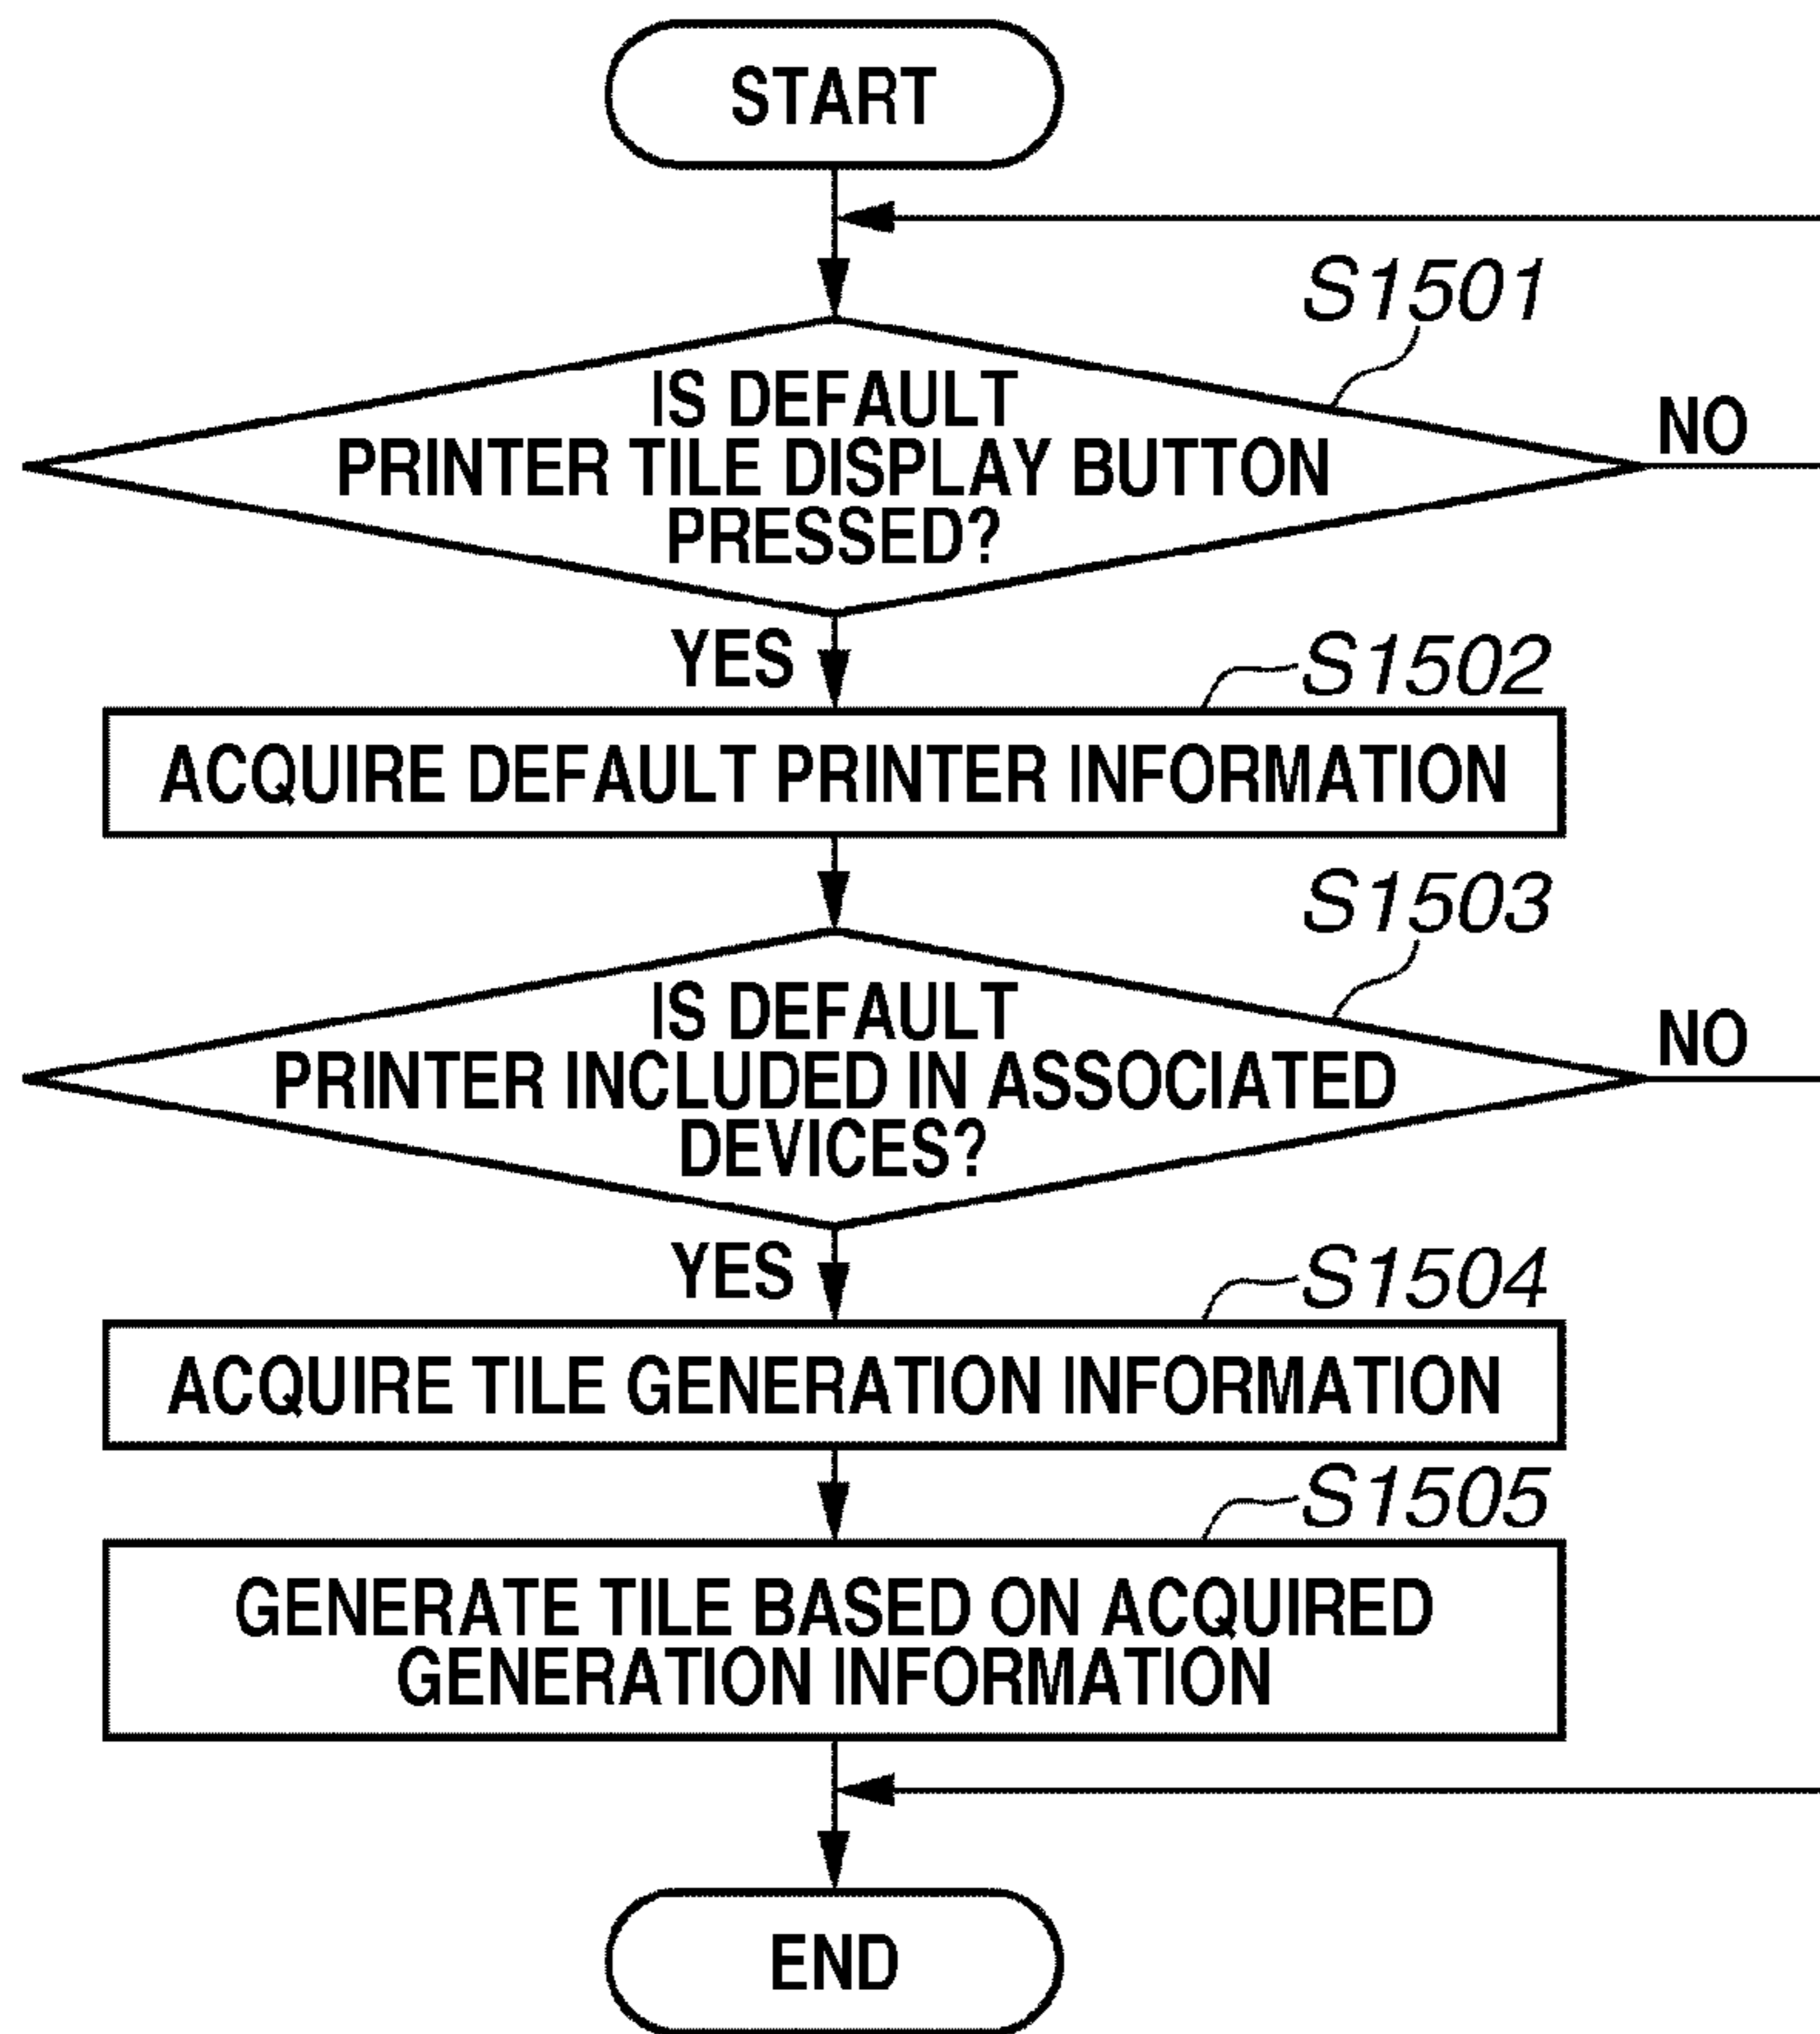 START
S1501
IS DEFAULT
PRINTER TILE DISPLAY BUTTON
PRESSED?
NO
YES
S1502
ACQUIRE DEFAULT PRINTER INFORMATION
S1503
IS DEFAULT
PRINTER INCLUDED IN ASSOCIATED
DEVICES?
NO
YES
S1504
ACQUIRE TILE GENERATION INFORMATION
S1505
GENERATE TILE BASED ON ACQUIRED
GENERATION INFORMATION
END